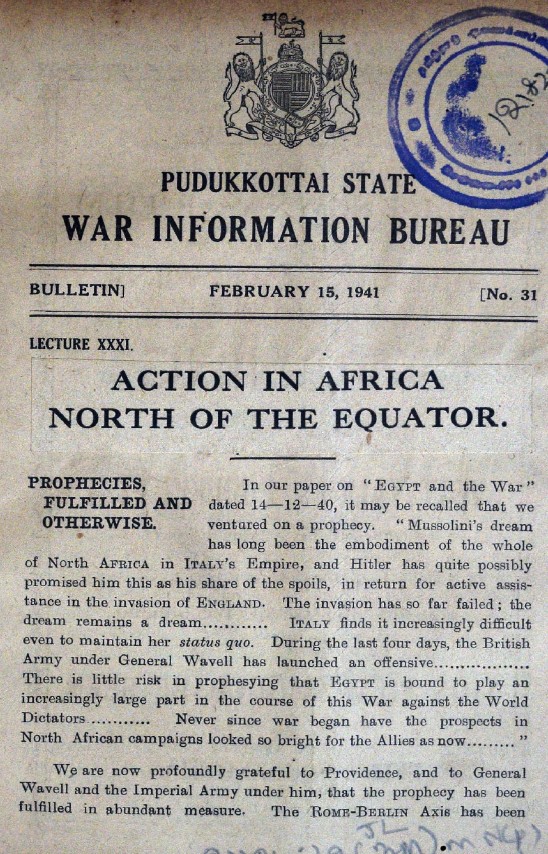 1218
PUDUKKOTTAI STATE
WAR INFORMATION BUREAU
BULLETIN] FEBRUARY 15, 1941 [No. 31
LECTURE XXXI.
ACTION IN AFRICA
NORTH OF THE EQUATOR.
PROPHECIES,
FULFILLED AND
OTHERWISE.
In our paper on "EGYPT and the War"
dated 14—12—40, it may be recalled that we
ventured on a prophecy. "Mussolini's dream
has long been the embodiment of the whole
of North AFRICA in ITALY'S Empire, and Hitler has quite possibly
promised him this as his share of the spoils, in return for active assis-
tance in the invasion of ENGLAND. The invasion has so far failed; the
dream remains a dream............ ITALY finds it increasingly difficult
even to maintain her status quo. During the last four days, the British
Army under General Wavell has launched an offensive..................
There is little risk in prophesying that EGYPT is bound to play an
increasingly large part in the course of this War against the World
Dictators ........... Never since war began have the prospects in
North African campaigns looked so bright for the Allies as now.........."
We are now profoundly grateful to Providence, and to General
Wavell and the Imperial Army under him, that the prophecy has been
fulfilled in abundant measure. The ROME-BERLIN Axis has been